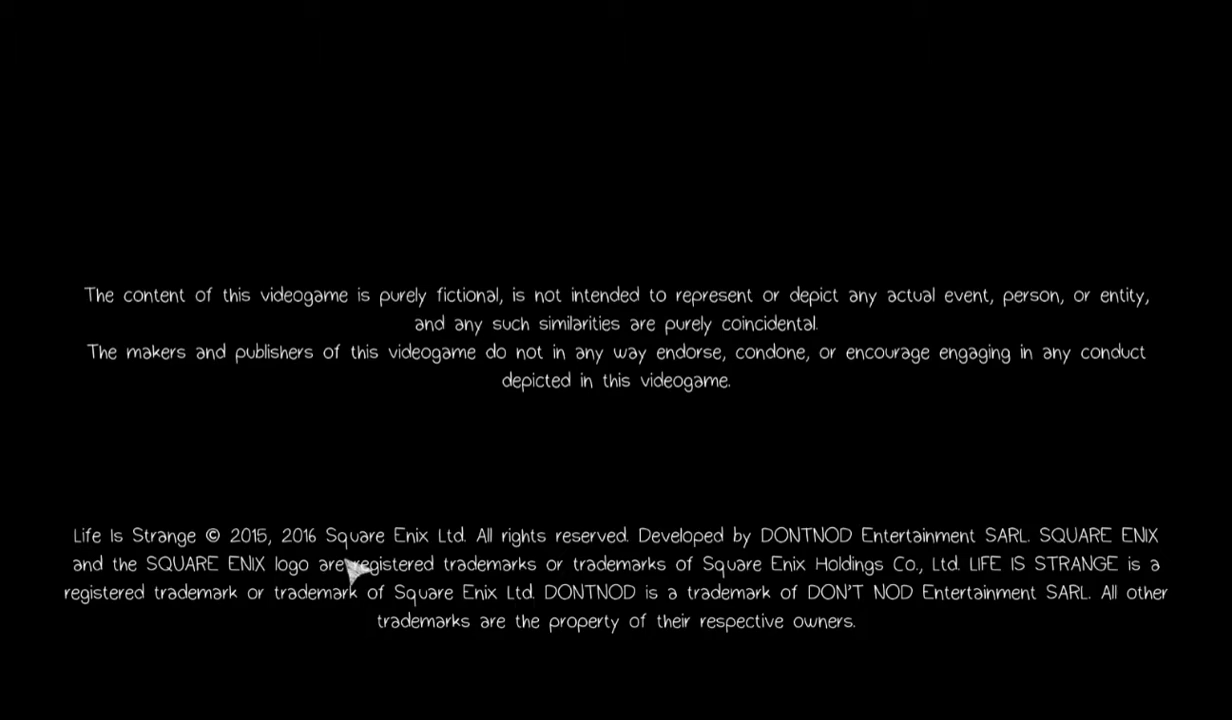 The content of this videogame is purely fictional, is not intended to represent or depict any actual event, person, or entity,
and any such similarities are purely coincidental.
The makers and publishers of this videogame do not in any way endorse, condone, or encourage engaging in any conduct
depicted in this videogame.
Life Is Strange © 2015, 2016 Square Enix Ltd. All rights reserved. Developed by DONTNOD Entertainment SARL. SQUARE ENIX
and the SQUARE ENIX logo are registered trademarks or trademarks of Square Enix Holdings Co., Ltd. LIFE IS STRANGE is a
registered trademark or trademark of Square Enix Ltd. DONTNOD is a trademark of DON'T NOD Entertainment SARL. All other
trademarks are the property of their respective owners.